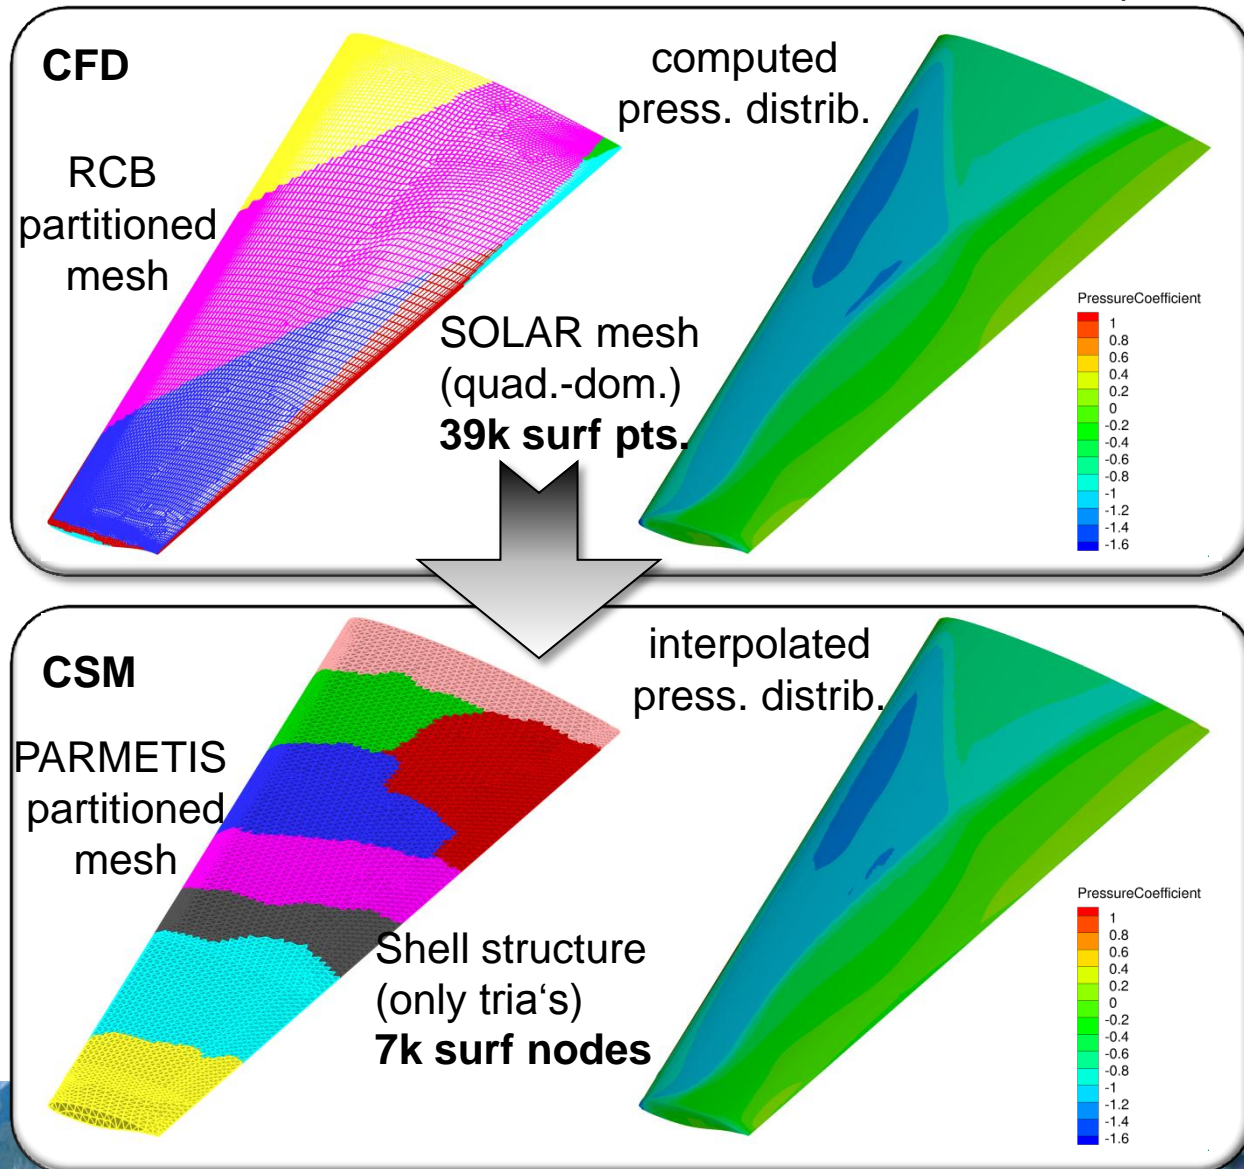 CFD
computed
press. distrib.
RCB
partitioned
mesh
SOLAR mesh
(quad.-dom.)
39k surf pts.
PressureCoefficient
1
0.8
0.6
0.4
0.2
0
-0.2
-0.4
-0.6
-0.8
-1
-1.2
-1.4
-1.6
CSM
interpolated
press. distrib.
PARMETIS
partitioned
mesh
Shell structure
(only tria‘s)
7k surf nodes
PressureCoefficient
1
0.8
0.6
0.4
0.2
0
-0.2
-0.4
-0.6
-0.8
-1
-1.2
-1.4
-1.6